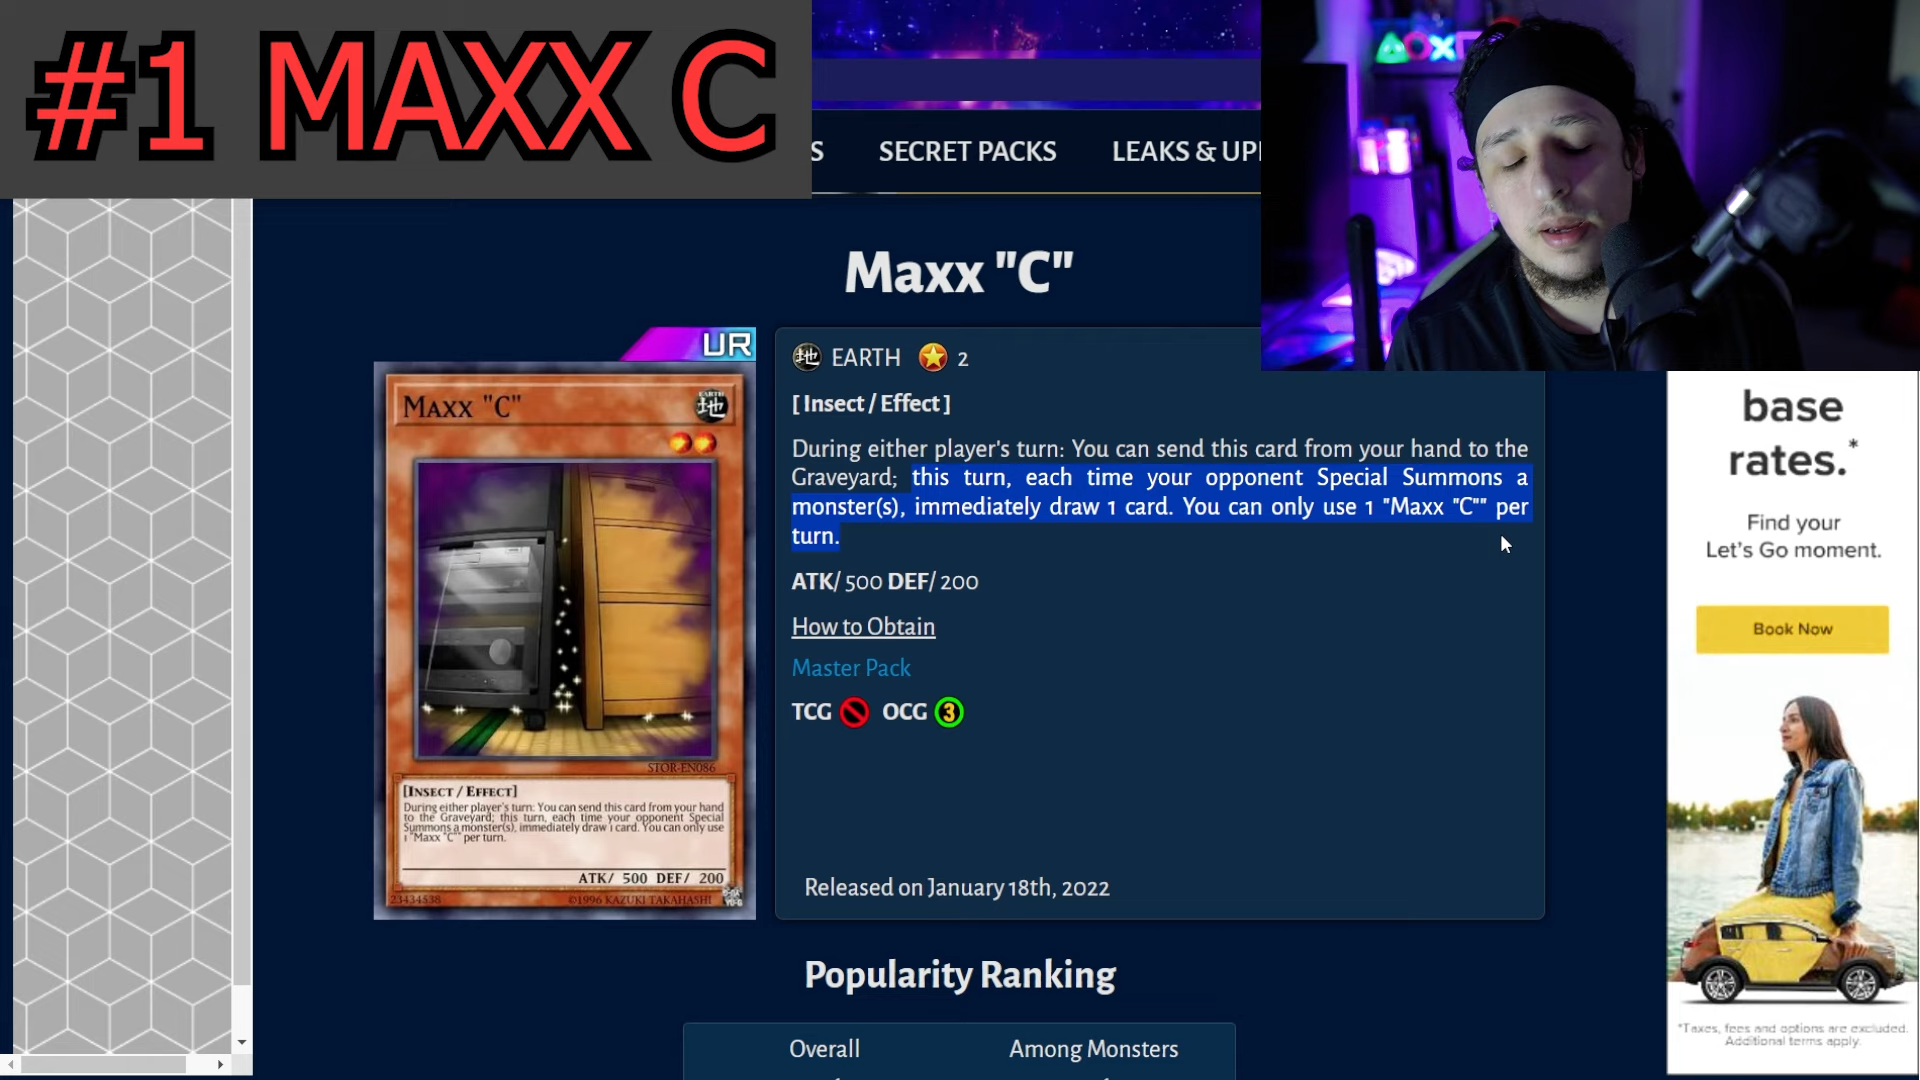 #1 MAXX C
S SECRET PACKS LEAKS & UP
Maxx "C"
UR
MAXX "C"
EARTH
地
STOR-EN086
[INSECT / EFFECT]
During either player's turn: You can send this card from your hand
to the Graveyard; this turn, each time your opponent Special
Summons a monster(s), immediately draw 1 card. You can only use
1 "Maxx "C"" per turn.
ATK/ 500 DEF/ 200
23434538 ©1996 KAZUKI TAKAHASHI
地 EARTH 2
[ Insect / Effect ]
During either player's turn: You can send this card from your hand to the
Graveyard; this turn, each time your opponent Special Summons a
monster(s), immediately draw 1 card. You can only use 1 "Maxx "C"" per
turn.
ATK/ 500 DEF/ 200
How to Obtain
Master Pack
TCG OCG 3
Released on January 18th, 2022
Popularity Ranking
Overall Among Monsters
base
rates.*
Find your
Let's Go moment.
Book Now
*Taxes, fees and options are excluded.
Additional terms apply.